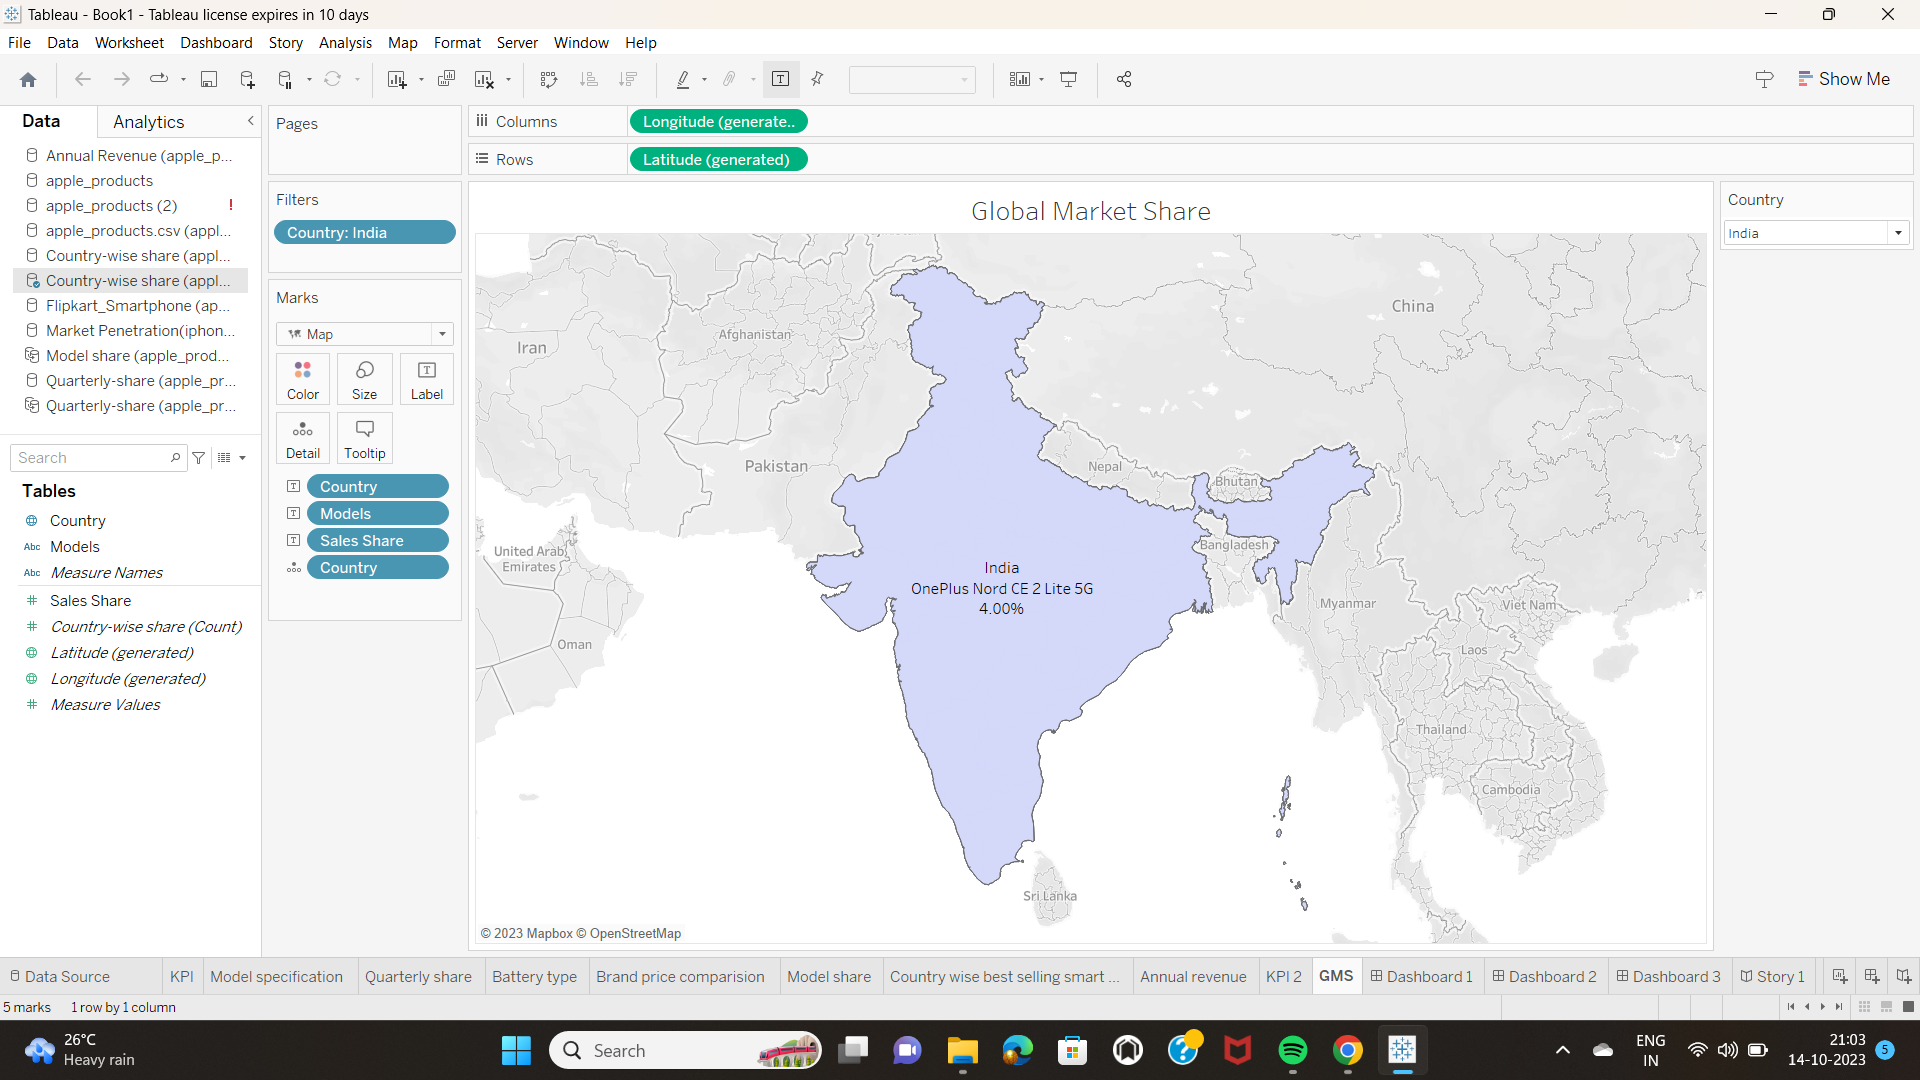 Tableau - Book1 - Tableau license expires in 10 days
File Data Worksheet Dashboard Story Analysis Map Format Server Window Help
Show Me
Data
Analytics
Annual Revenue (apple_p...
apple_products
apple_products (2) !
apple_products.csv (appl...
Country-wise share (appl...
Country-wise share (appl...
Flipkart_Smartphone (ap...
Market Penetration(iphon...
Model share (apple_prod...
Quarterly-share (apple_pr...
Quarterly-share (apple_pr...
Search
Tables
Country
Abc Models
Abc Measure Names
# Sales Share
# Country-wise share (Count)
Latitude (generated)
Longitude (generated)
# Measure Values
Pages
Filters
Country: India
Marks
Map
Color
Size
Label
Detail
Tooltip
Country
Models
Sales Share
Country
Columns
Longitude (generate..
Rows
Latitude (generated)
Global Market Share
Iran
Afghanistan
Pakistan
China
Nepal
Bhutan
Bangladesh
United Arab
Emirates
Oman
India
OnePlus Nord CE 2 Lite 5G
4.00%
Myanmar
Viet Nam
Laos
Thailand
Cambodia
Sri Lanka
© 2023 Mapbox © OpenStreetMap
Country
India
Data Source
KPI
Model specification
Quarterly share
Battery type
Brand price comparision
Model share
Country wise best selling smart ...
Annual revenue
KPI 2
GMS
Dashboard 1
Dashboard 2
Dashboard 3
Story 1
5 marks 1 row by 1 column
26°C
Heavy rain
Search
ENG
IN
21:03
14-10-2023
5